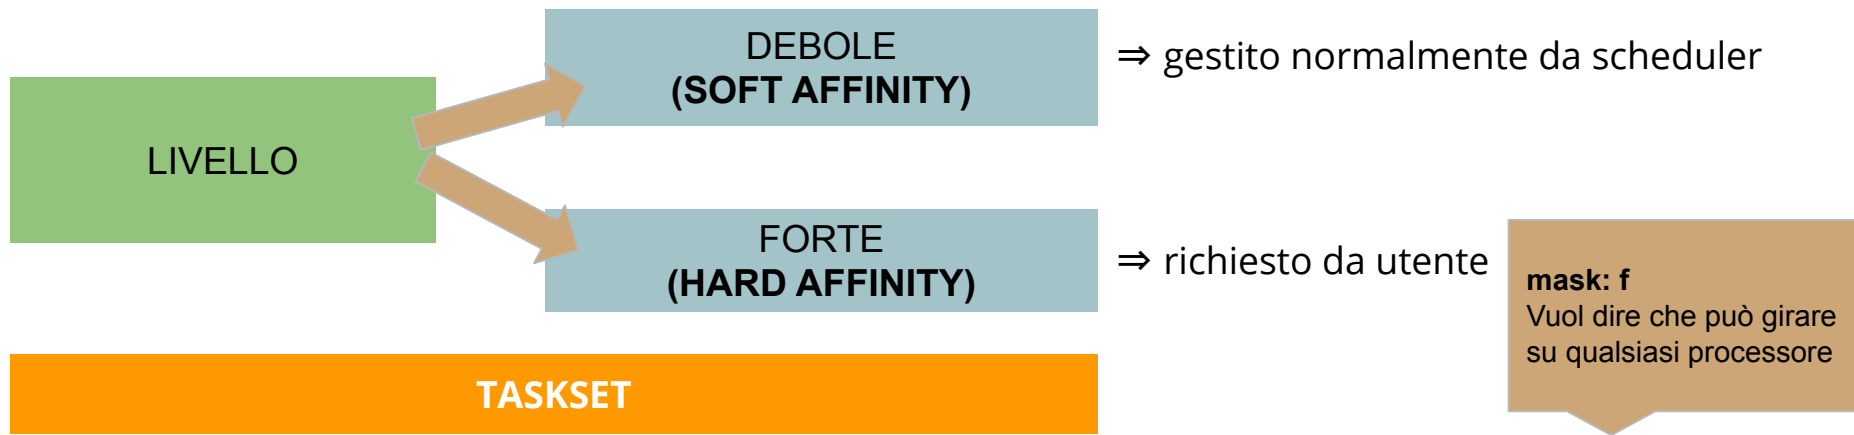 LIVELLO
DEBOLE
(SOFT AFFINITY)
⇒ gestito normalmente da scheduler
FORTE
(HARD AFFINITY)
⇒ richiesto da utente
mask: f
Vuol dire che può girare
su qualsiasi processore
TASKSET